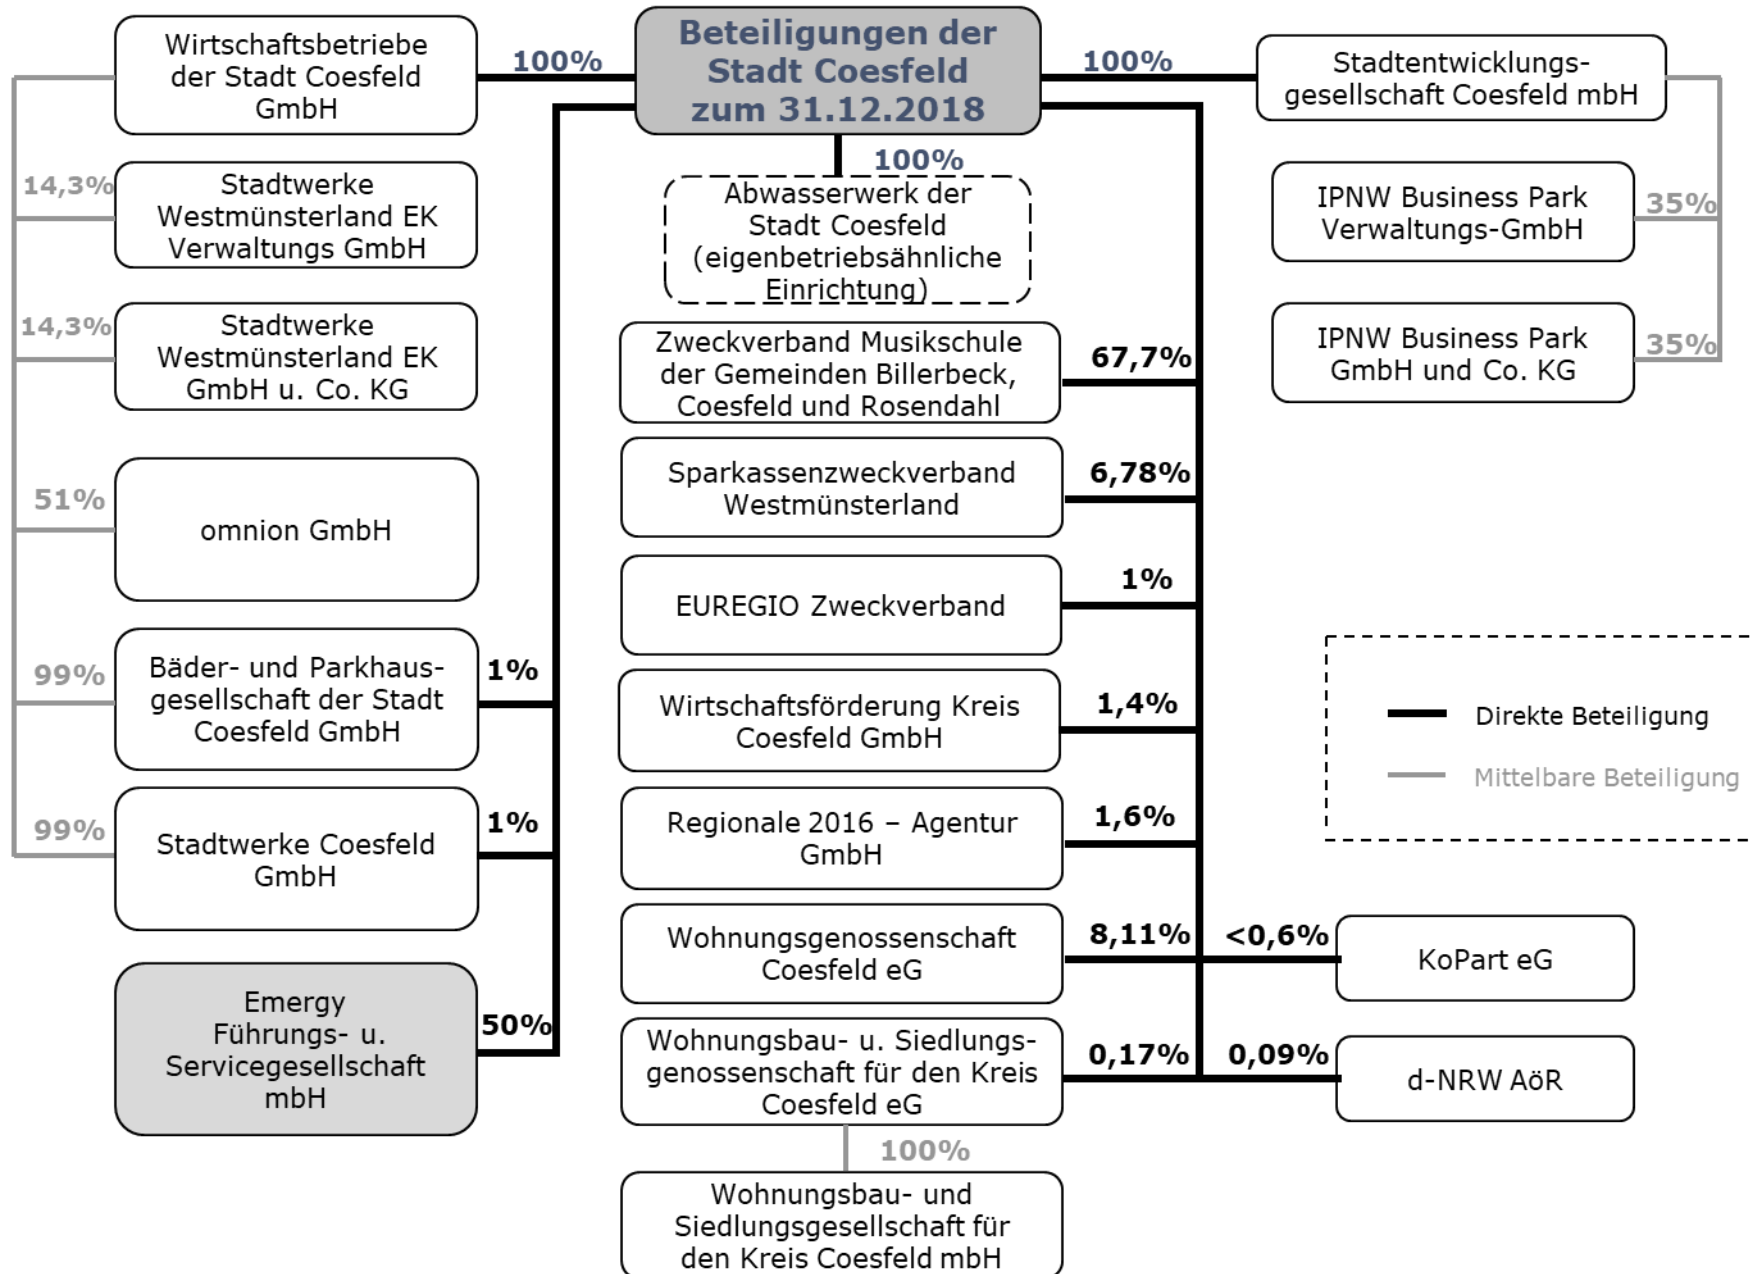 Beteiligungen der
Stadt Coesfeld
zum 31.12.2018
100%
Wirtschaftsbetriebe
der Stadt Coesfeld
GmbH
14,3%
Stadtwerke
Westmünsterland EK
Verwaltungs GmbH
14,3%
Stadtwerke
Westmünsterland EK
GmbH u. Co. KG
51%
omnion GmbH
99%
Bäder- und Parkhaus-
gesellschaft der Stadt
Coesfeld GmbH
1%
99%
Stadtwerke Coesfeld
GmbH
1%
Emergy
Führungs- u.
Servicegesellschaft
mbH
50%
100%
Abwasserwerk der
Stadt Coesfeld
(eigenbetriebsähnliche
Einrichtung)
Zweckverband Musikschule
der Gemeinden Billerbeck,
Coesfeld und Rosendahl
67,7%
Sparkassenzweckverband
Westmünsterland
6,78%
EUREGIO Zweckverband
1%
Wirtschaftsförderung Kreis
Coesfeld GmbH
1,4%
Regionale 2016 – Agentur
GmbH
1,6%
Wohnungsgenossenschaft
Coesfeld eG
8,11%
<0,6%
KoPart eG
Wohnungsbau- u. Siedlungs-
genossenschaft für den Kreis
Coesfeld eG
0,17%
0,09%
d-NRW AöR
100%
Wohnungsbau- und
Siedlungsgesellschaft für
den Kreis Coesfeld mbH
100%
Stadtentwicklungs-
gesellschaft Coesfeld mbH
IPNW Business Park
Verwaltungs-GmbH
35%
IPNW Business Park
GmbH und Co. KG
35%
Direkte Beteiligung
Mittelbare Beteiligung